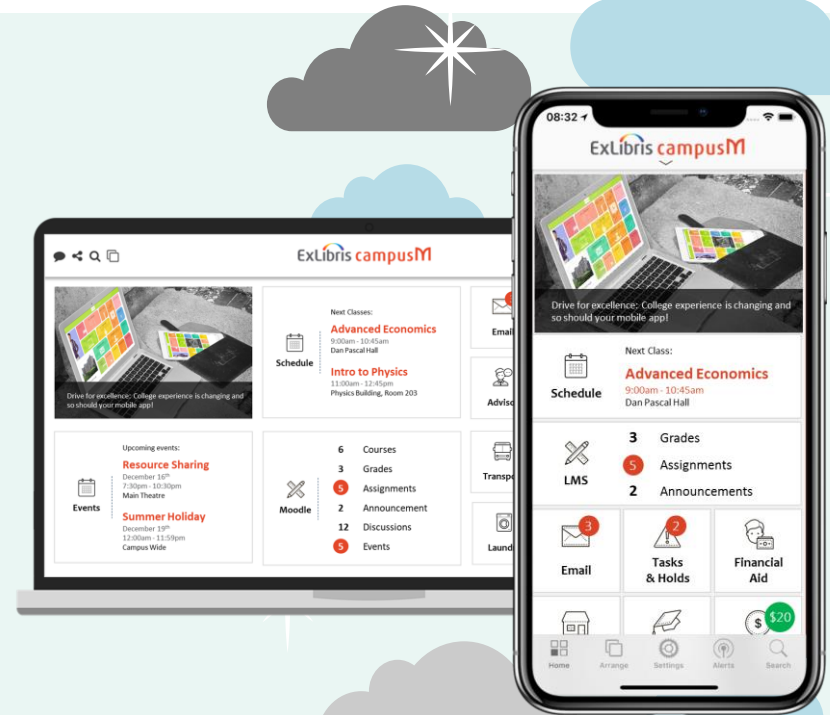 ExLibris campusM
Drive for excellence: College experience is changing and
so should your mobile app!
Schedule
Next Classes:
Advanced Economics
9:00am - 10:45am
Dan Pascal Hall
Intro to Physics
11:00am - 12:45pm
Physics Building, Room 203
Events
Upcoming events:
Resource Sharing
December 16th
7:30pm - 10:30pm
Main Theatre
Summer Holiday
December 19th
12:00am - 11:59pm
Campus Wide
Moodle
6 Courses
3 Grades
5 Assignments
2 Announcement
12 Discussions
5 Events
Email
08:32
ExLibris campusM
Drive for excellence: College experience is changing and
so should your mobile app!
Schedule
Next Class:
Advanced Economics
9:00am - 10:45am
Dan Pascal Hall
LMS
3 Grades
5 Assignments
2 Announcements
3
Email
2
Tasks
& Holds
Financial
Aid
$
$20
Home
Arrange
Settings
Alerts
Search